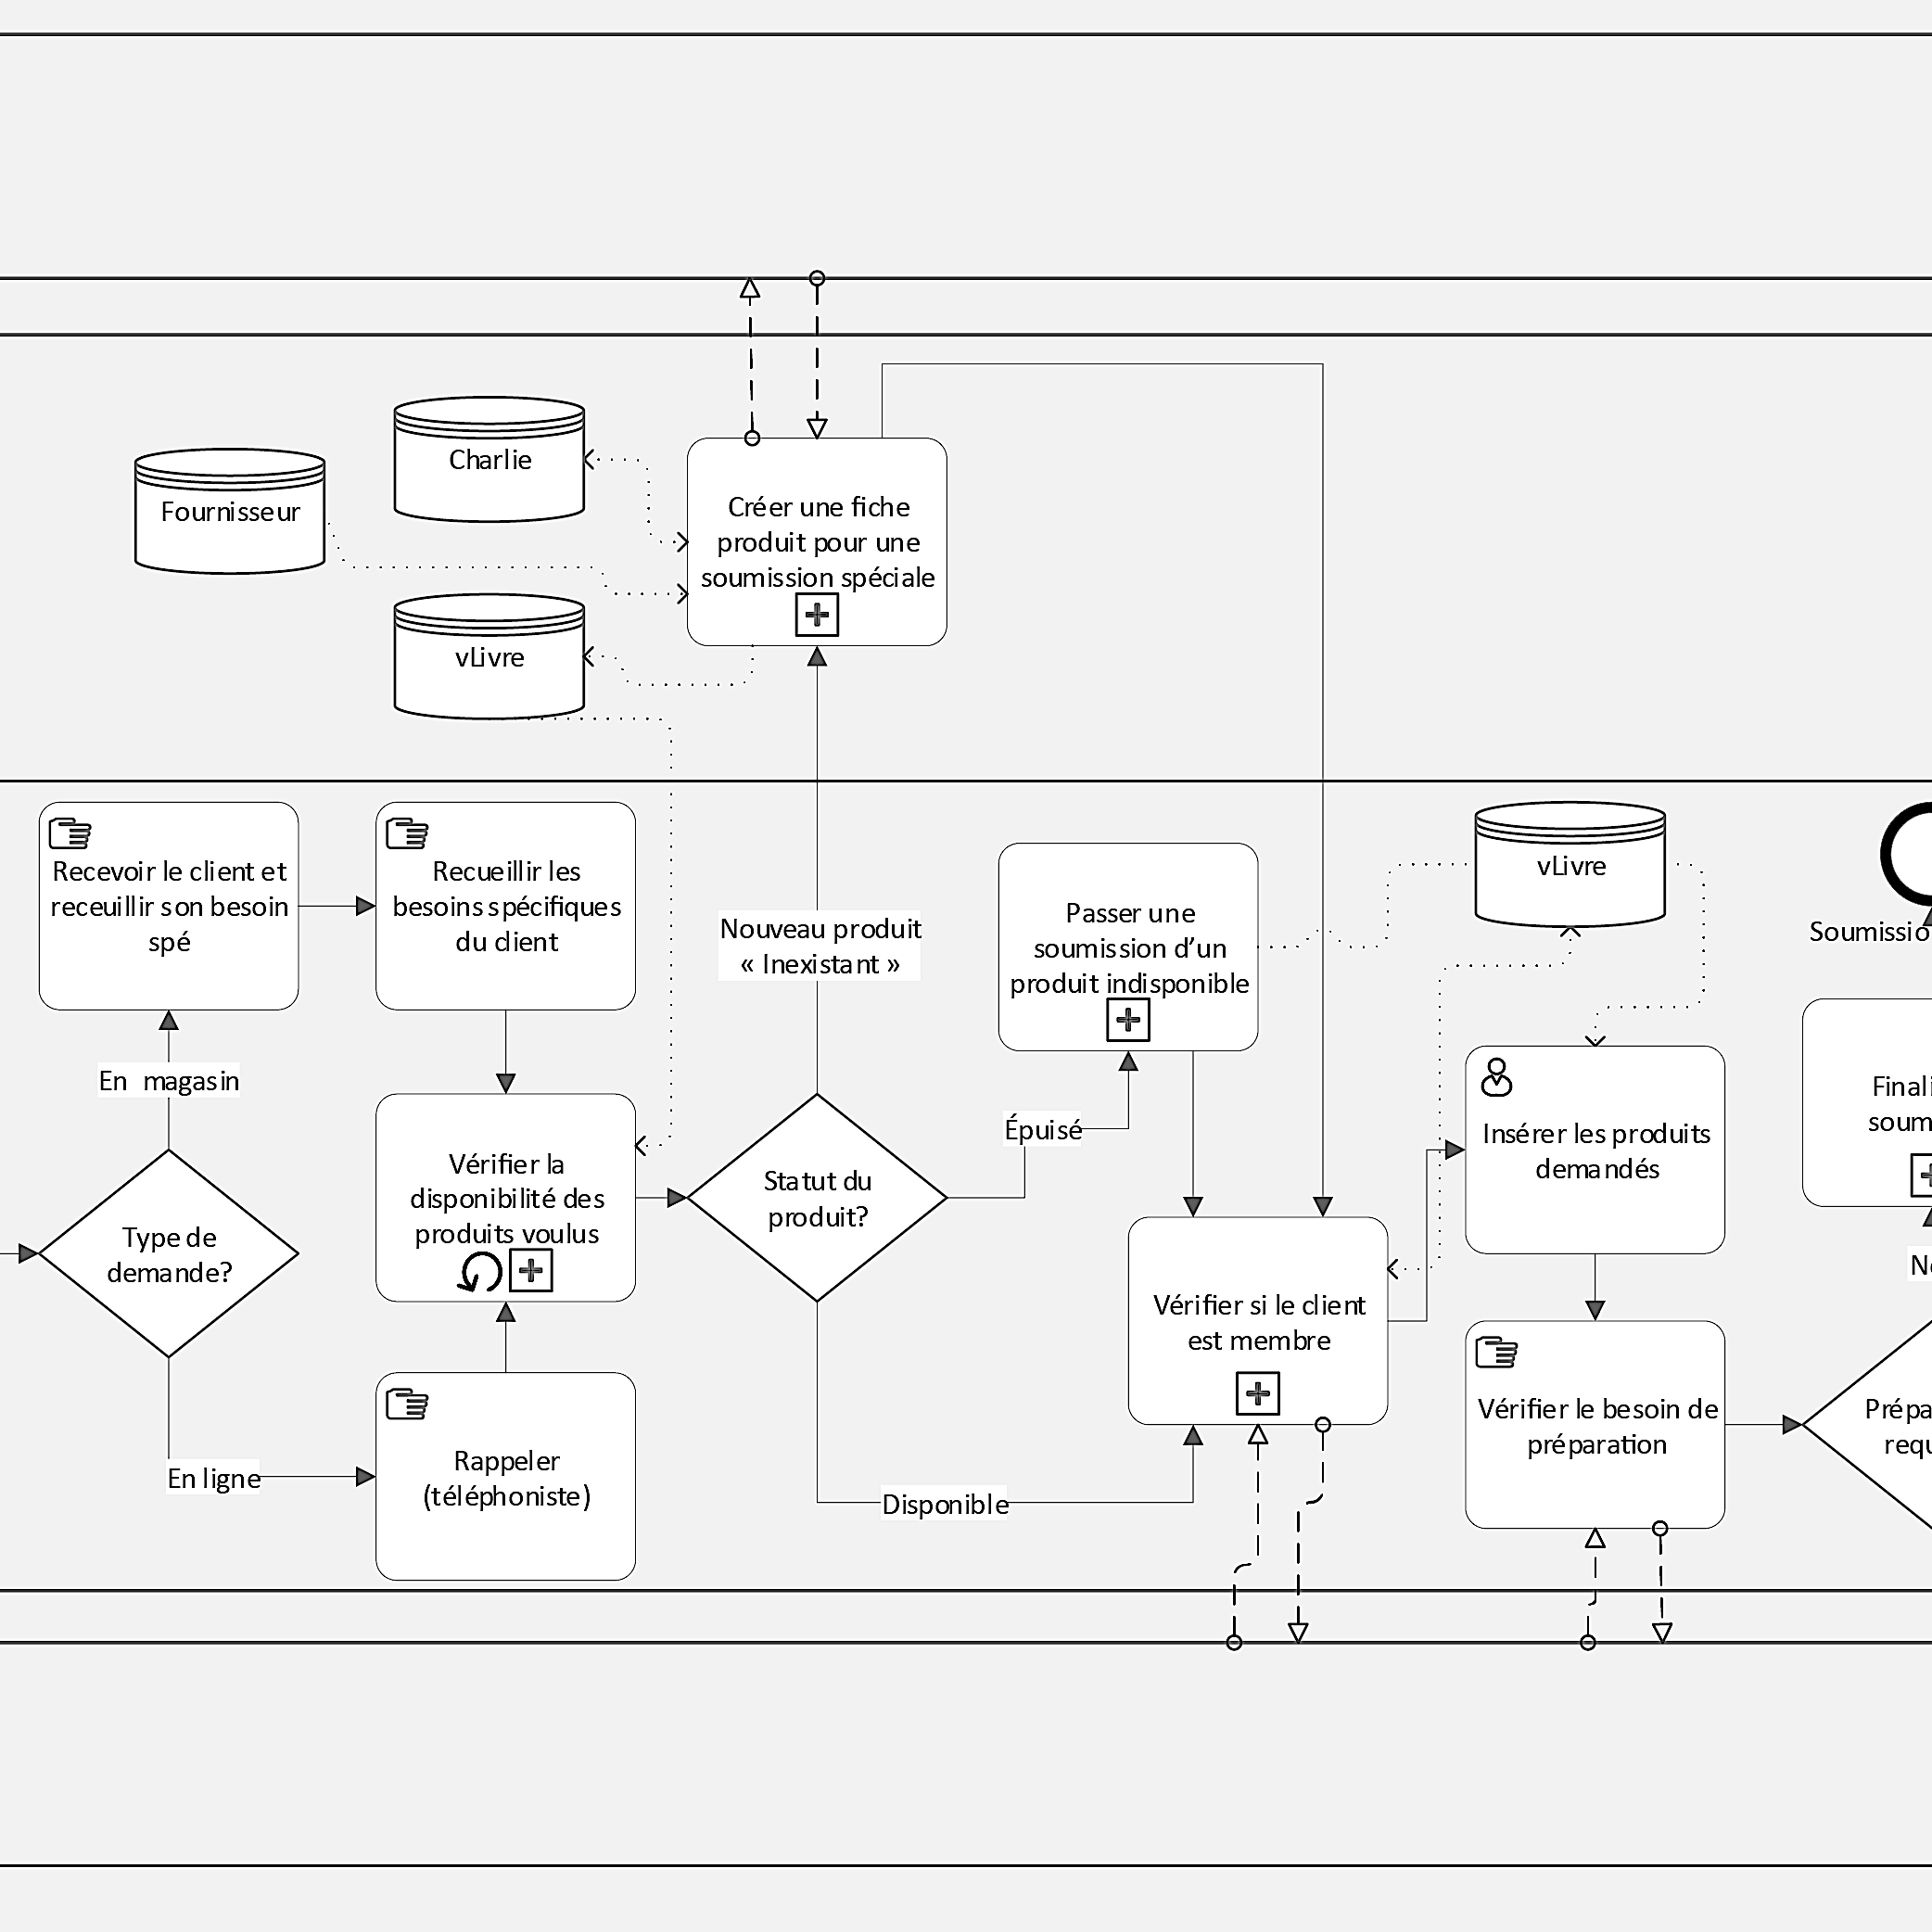 Charlie
Fournisseur
vLivre
Créer une fiche
produit pour une
soumission spéciale
Recevoir le client et
receuillir son besoin
spé
Recueillir les
besoins spécifiques
du client
Nouveau produit
« Inexistant »
Passer une
soumission d’un
produit indisponible
vLivre
Soumissio
En magasin
Épuisé
Insérer les produits
demandés
Finali
soum
Vérifier la
disponibilité des
produits voulus
Statut du
produit?
Type de
demande?
Vérifier si le client
est membre
Vérifier le besoin de
préparation
Prépa
requ
Rappeler
(téléphoniste)
En ligne
Disponible